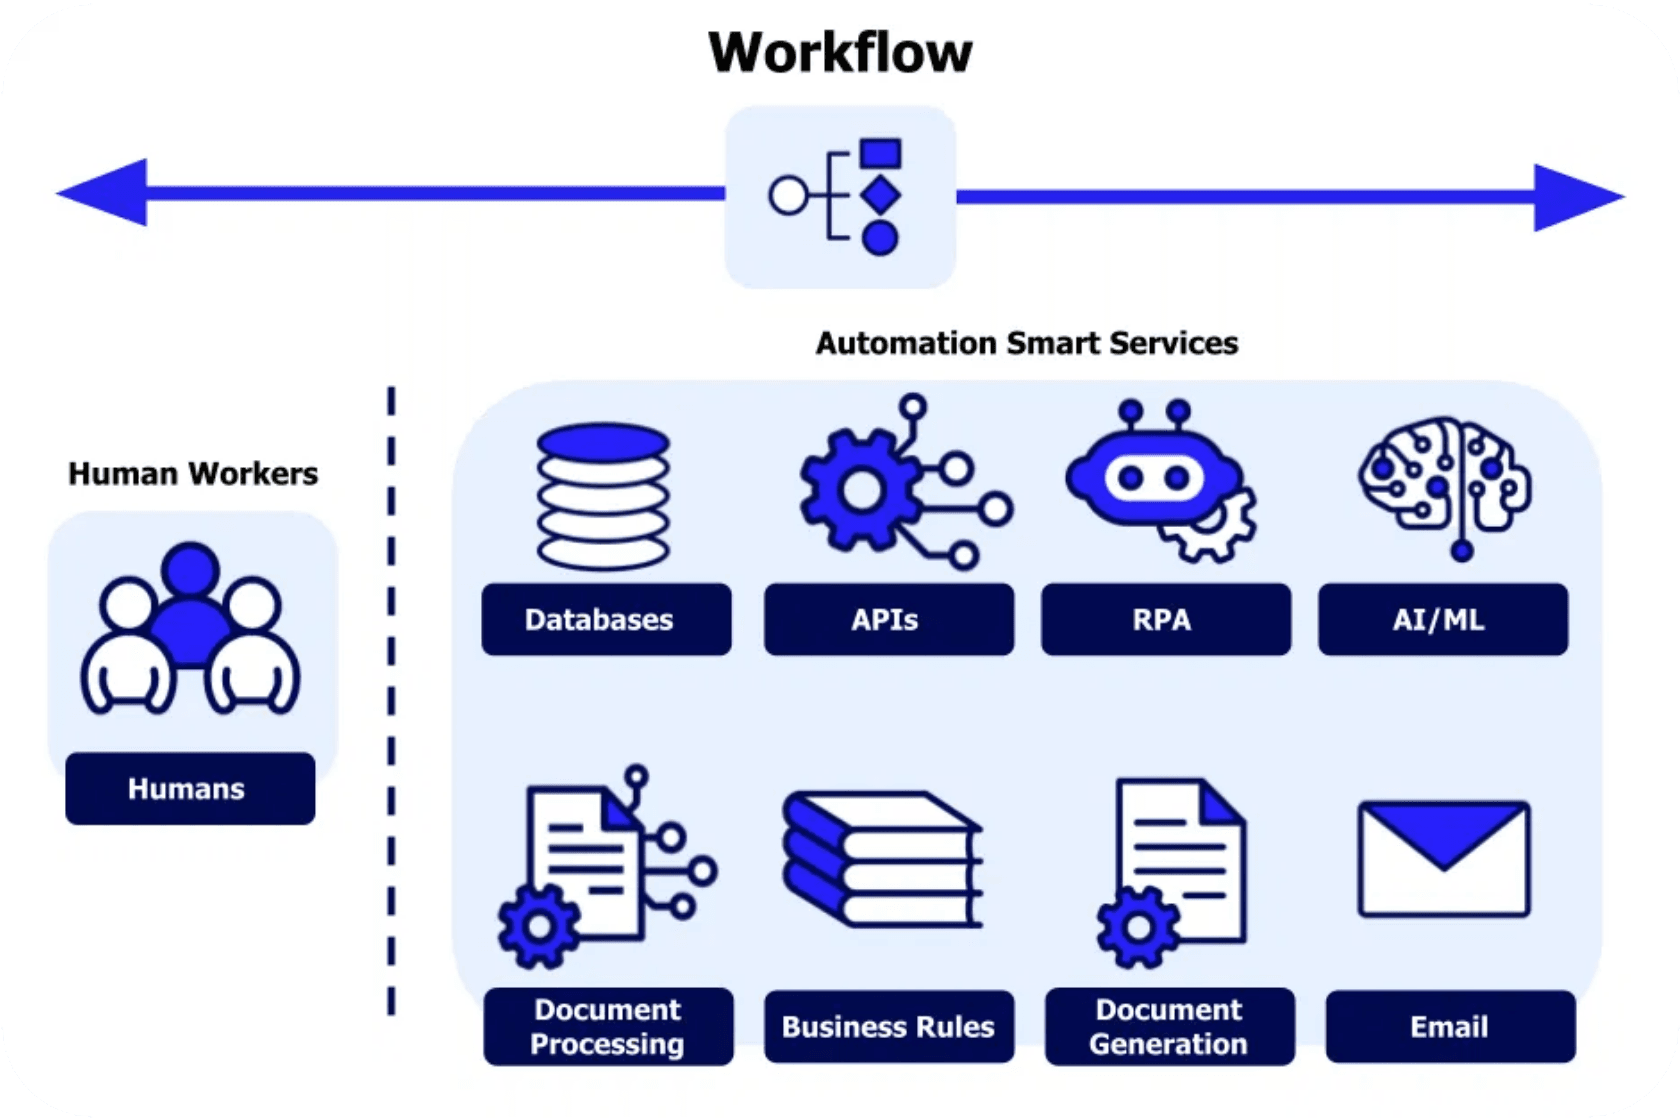 Workflow
Automation Smart Services
Human Workers
Humans
Databases
APIs
RPA
AI/ML
Document
Processing
Business Rules
Document
Generation
Email